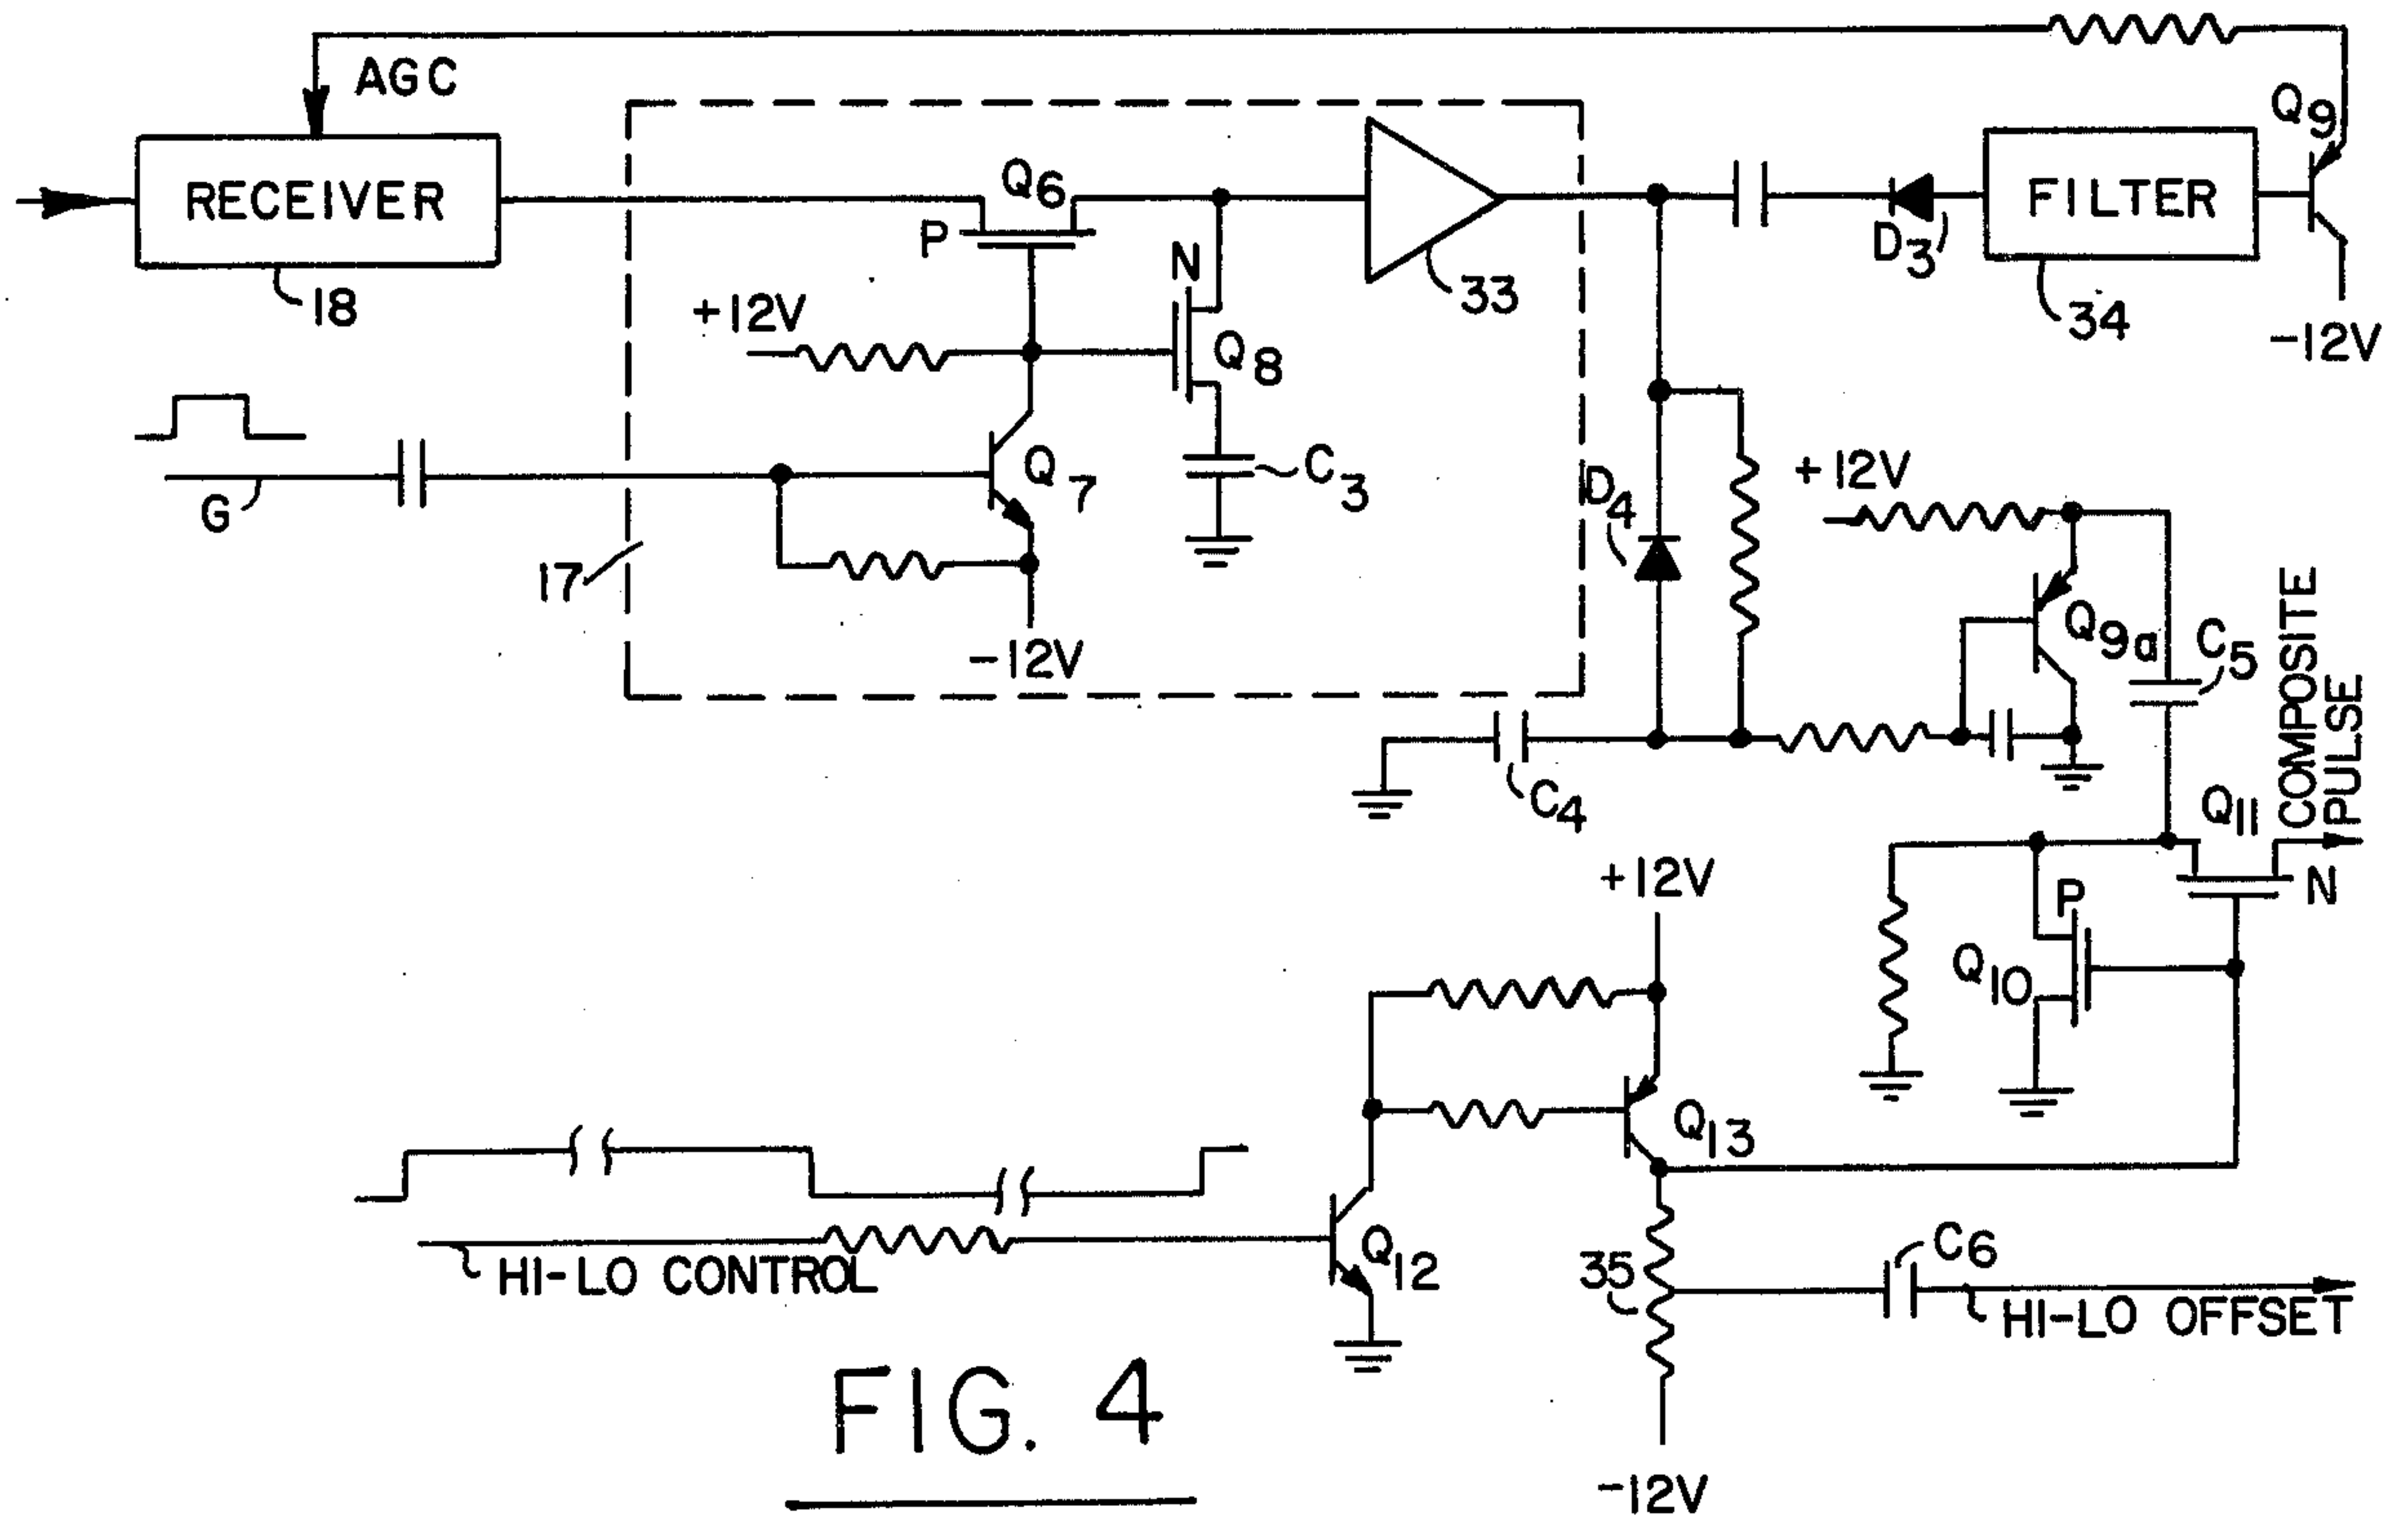 AGC
Q9
RECEIVER
Q6
P
N
33
D3
FILTER
34
-12V
18
+12V
Q8
C3
G
Q7
17
-12V
D4
+12V
Q9a
C5
COMPOSITE
PULSE
C4
Q11
N
+12V
P
Q10
Q13
HI-LO CONTROL
Q12
35
C6
HI-LO OFFSET
-12V
FIG. 4